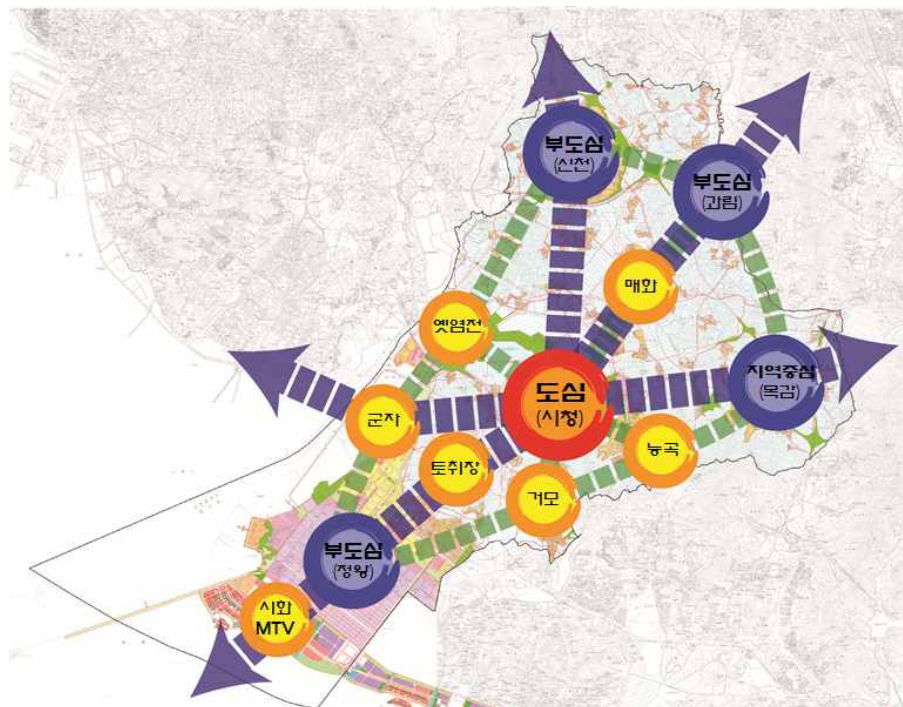 부도심
(신천)
부도심
(과림)
매화
옛염전
지역중심
(목감)
도심
(시청)
군자
능곡
토취장
거모
부도심
(정왕)
시화
MTV